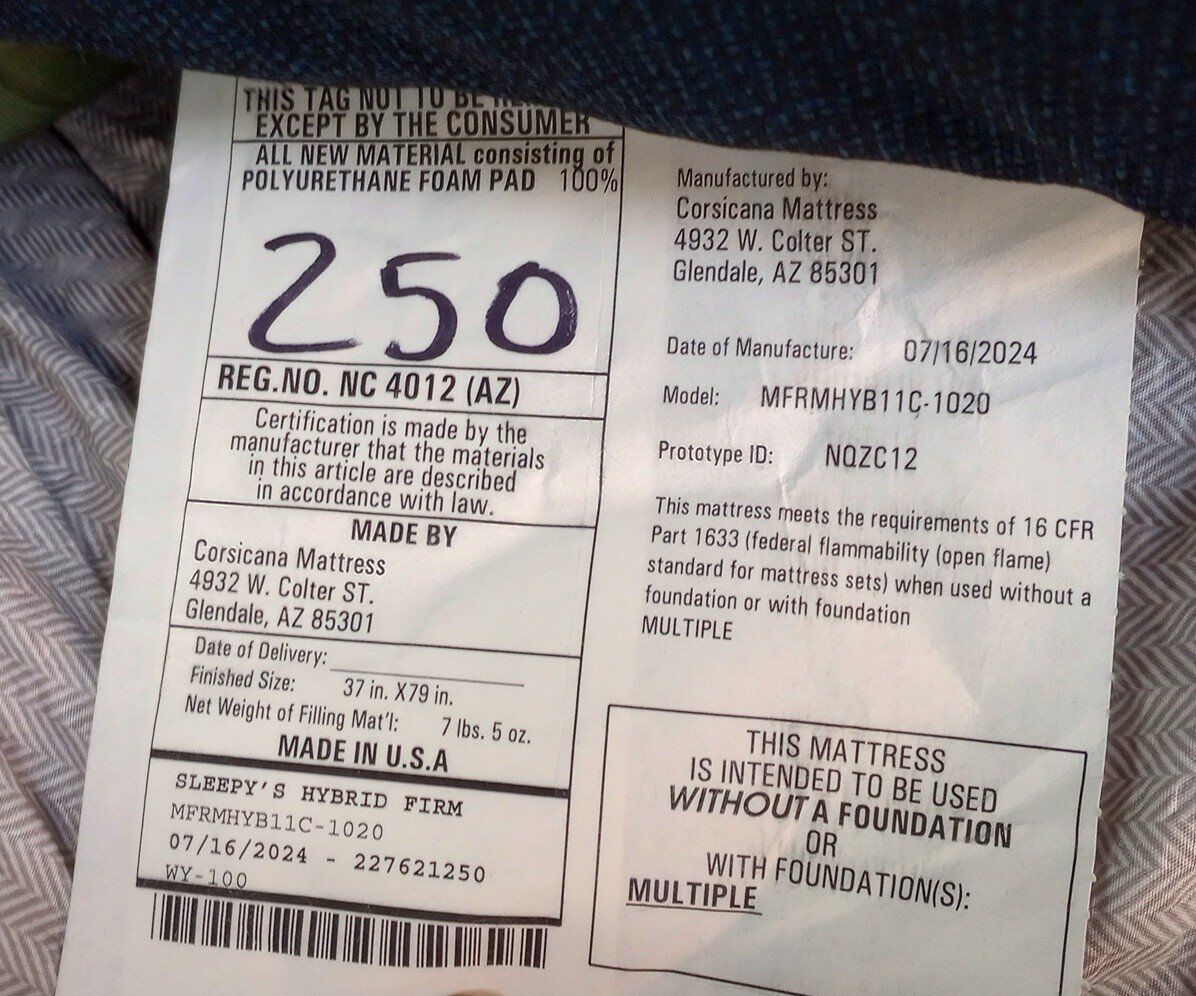 THIS TAG NOT TO BE
EXCEPT BY THE CONSUMER
ALL NEW MATERIAL consisting of
POLYURETHANE FOAM PAD 100%
250
REG.NO. NC 4012 (AZ)
Certification is made by the
manufacturer that the materials
in this article are described
in accordance with law.
MADE BY
Corsicana Mattress
4932 W. Colter ST.
Glendale, AZ 85301
Date of Delivery:
Finished Size: 37 in. X79 in.
Net Weight of Filling Mat'l: 7 lbs. 5 oz.
MADE IN U.S.A
SLEEPY'S HYBRID FIRM
MFRMHYB11C-1020
07/16/2024 - 227621250
WY-100
Manufactured by:
Corsicana Mattress
4932 W. Colter ST.
Glendale, AZ 85301
Date of Manufacture: 07/16/2024
Model: MFRMHYB11C-1020
Prototype ID: NQZC12
This mattress meets the requirements of 16 CFR
Part 1633 (federal flammability (open flame)
standard for mattress sets) when used without a
foundation or with foundation
MULTIPLE
THIS MATTRESS
IS INTENDED TO BE USED
WITHOUT A FOUNDATION
OR
WITH FOUNDATION(S):
MULTIPLE